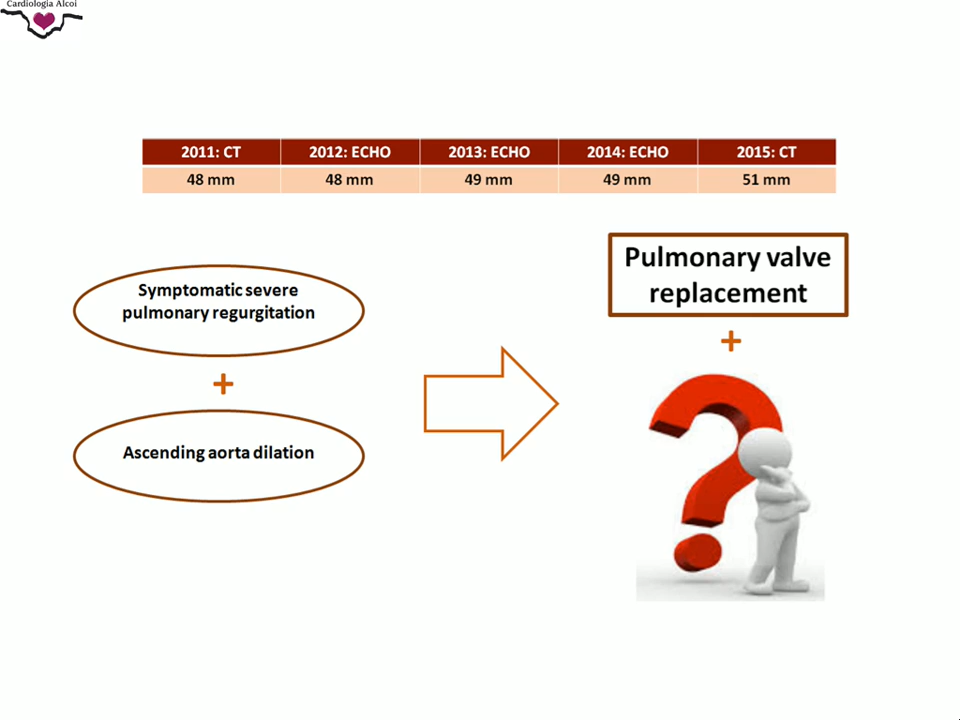 Cardiologia Alcoi
2011: CT 2012: ECHO 2013: ECHO 2014: ECHO 2015: CT
48 mm 48 mm 49 mm 49 mm 51 mm
Symptomatic severe
pulmonary regurgitation
+
Ascending aorta dilation
Pulmonary valve
replacement
+
?